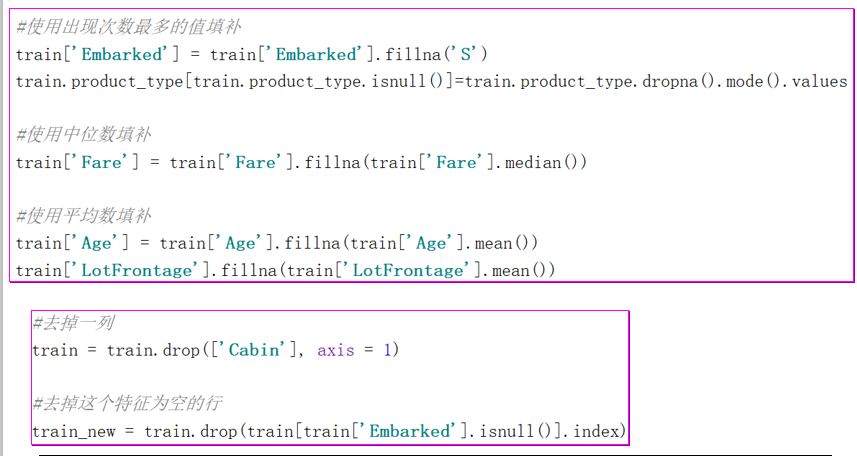 #使用出现次数最多的值填补
train['Embarked'] = train['Embarked'].fillna('S')
train.product_type[train.product_type.isnull()]=train.product_type.dropna().mode().values
#使用中位数填补
train['Fare'] = train['Fare'].fillna(train['Fare'].median())
#使用平均数填补
train['Age'] = train['Age'].fillna(train['Age'].mean())
train['LotFrontage'].fillna(train['LotFrontage'].mean())
#去掉一列
train = train.drop(['Cabin'], axis = 1)
#去掉这个特征为空的行
train_new = train.drop(train[train['Embarked'].isnull()].index)